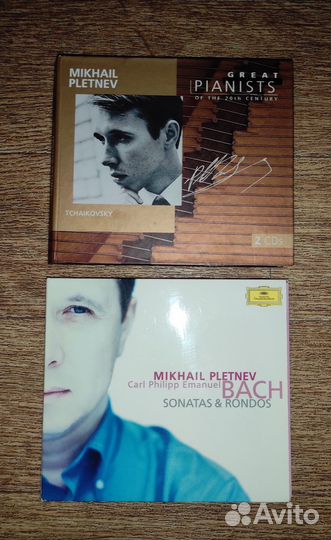 MIKHAIL
PLETNEV
GREAT
PIANISTS
OF THE 20th CENTURY
TCHAIKOVSKY
2 CDs
MIKHAIL PLETNEV
Carl Philipp Emanuel
BACH
SONATAS & RONDOS
Avito